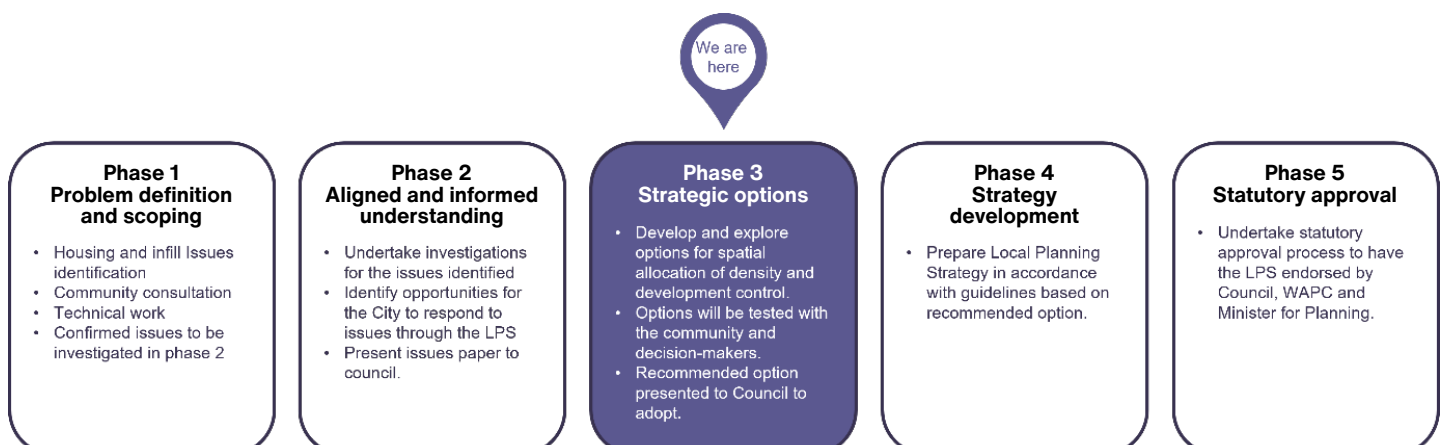 We are
here
Phase 1
Problem definition
and scoping
• Housing and infill Issues
identification
• Community consultation
• Technical work
• Confirmed issues to be
investigated in phase 2
Phase 2
Aligned and informed
understanding
• Undertake investigations
for the issues identified
• Identify opportunities for
the City to respond to
issues through the LPS
• Present issues paper to
council.
Phase 3
Strategic options
• Develop and explore
options for spatial
allocation of density and
development control.
• Options will be tested with
the community and
decision-makers.
• Recommended option
presented to Council to
adopt.
Phase 4
Strategy
development
• Prepare Local Planning
Strategy in accordance
with guidelines based on
recommended option.
Phase 5
Statutory approval
• Undertake statutory
approval process to have
the LPS endorsed by
Council, WAPC and
Minister for Planning.